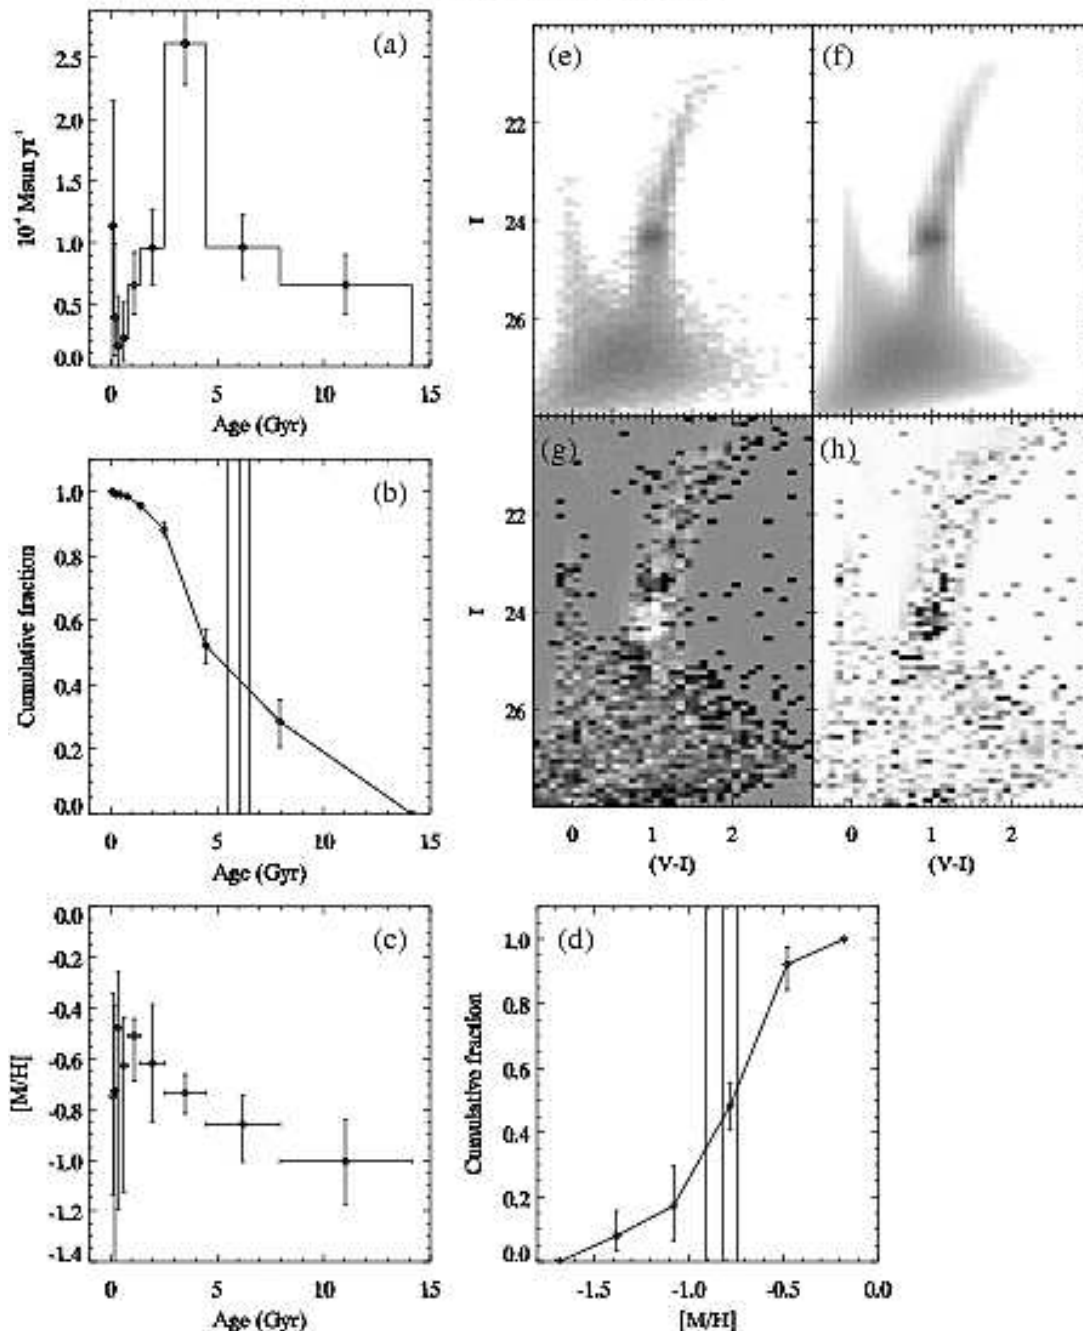 (a)
2.5
2.0
1.5
1.0
0.5
0.0
10⁻⁴ Msun yr⁻¹
0 5 10 15
Age (Gyr)
(b)
1.0
0.8
0.6
0.4
0.2
0.0
Cumulative fraction
0 5 10 15
Age (Gyr)
(c)
0.0
-0.2
-0.4
-0.6
-0.8
-1.0
-1.2
-1.4
[M/H]
0 5 10 15
Age (Gyr)
(e) (f)
22
24
26
I
(g) (h)
22
24
26
I
0 1 2 0 1 2
(V-I) (V-I)
(d)
1.0
0.8
0.6
0.4
0.2
0.0
Cumulative fraction
-1.5 -1.0 -0.5 0.0
[M/H]